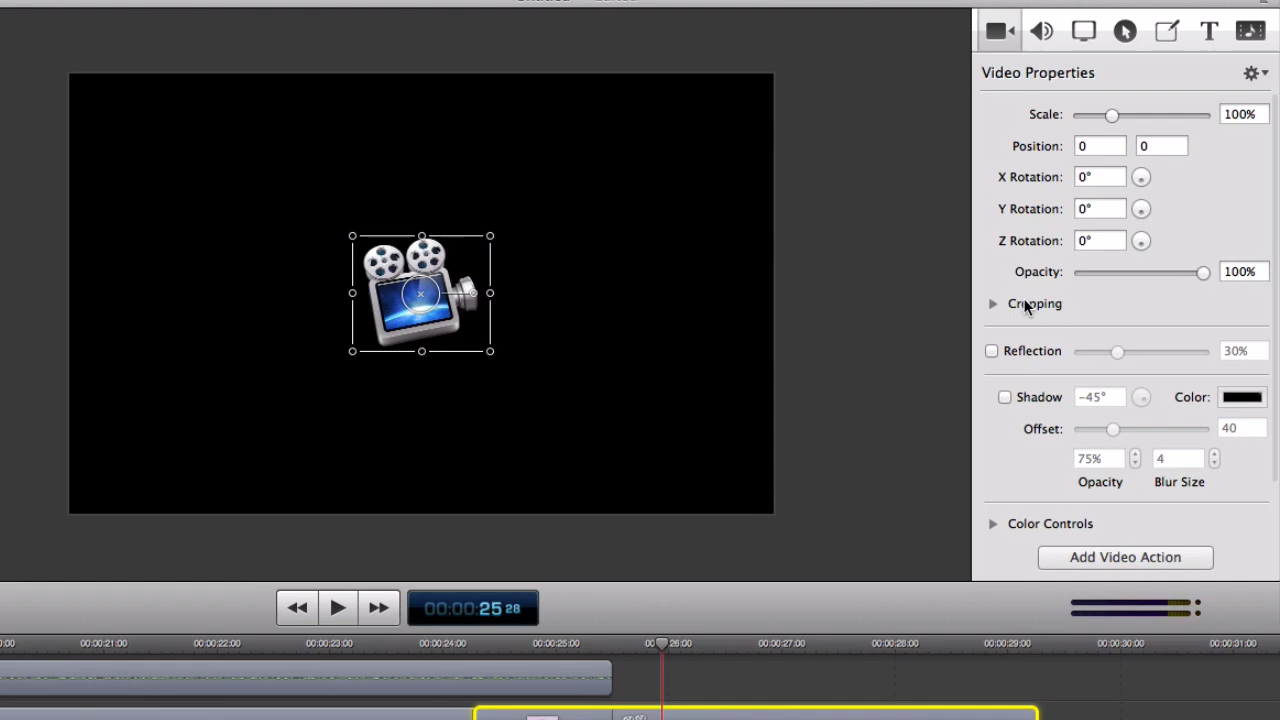 Video Properties
Scale: 100%
Position: 0 0
X Rotation: 0°
Y Rotation: 0°
Z Rotation: 0°
Opacity: 100%
Cropping
Reflection 30%
Shadow -45° Color:
Offset: 40
75% 4
Opacity Blur Size
Color Controls
Add Video Action
00:00:25 28
00:00:21:00 00:00:22:00 00:00:23:00 00:00:24:00 00:00:25:00 00:00:26:00 00:00:27:00 00:00:28:00 00:00:29:00 00:00:30:00 00:00:31:00